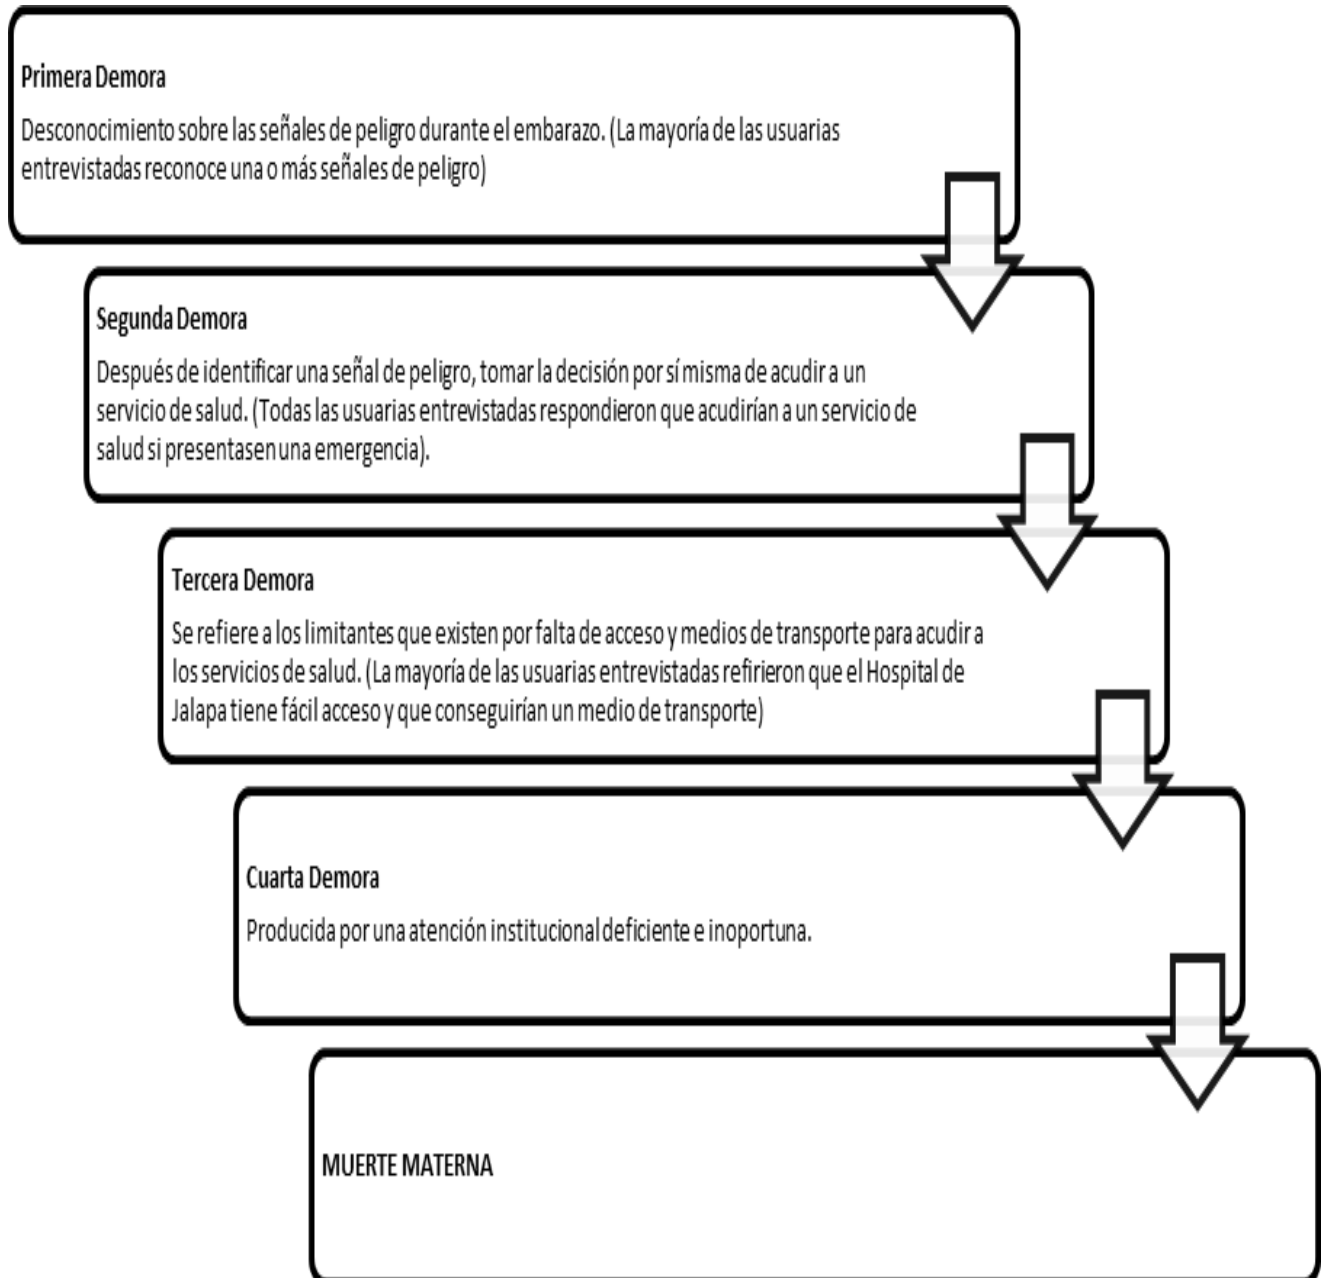 Primera Demora
Desconocimiento sobre las señales de peligro durante el embarazo. (La mayoría de las usuarias
entrevistadas reconoce una o más señales de peligro)
Segunda Demora
Después de identificar una señal de peligro, tomar la decisión por sí misma de acudir a un
servicio de salud. (Todas las usuarias entrevistadas respondieron que acudirían a un servicio de
salud si presentasen una emergencia).
Tercera Demora
Se refiere a los limitantes que existen por falta de acceso y medios de transporte para acudir a
los servicios de salud. (La mayoría de las usuarias entrevistadas refirieron que el Hospital de
Jalapa tiene fácil acceso y que conseguirían un medio de transporte)
Cuarta Demora
Producida por una atención institucional deficiente e inoportuna.
MUERTE MATERNA